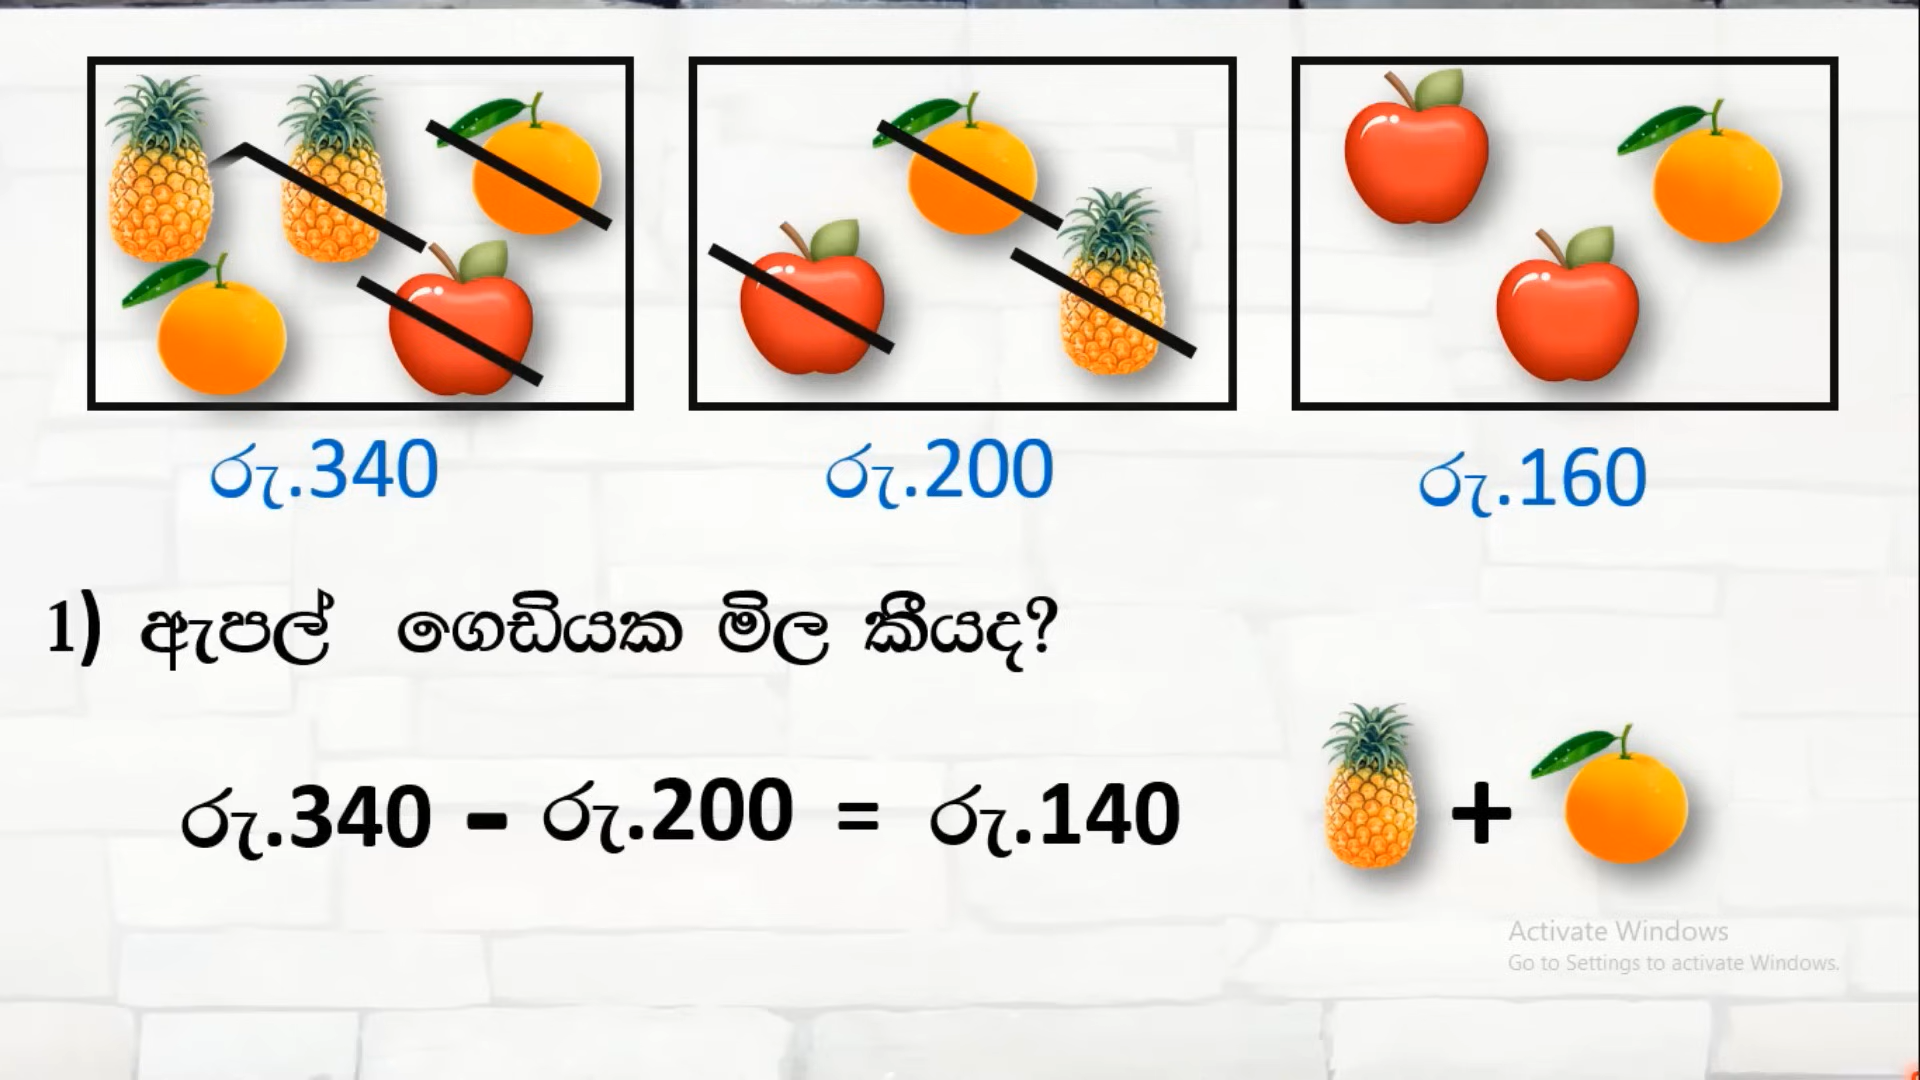 රු.340 රු.200 රු.160
1) ඇපල් ගෙඩියක මිල කීයද?
රු.340 - රු.200 = රු.140 +
Activate Windows
Go to Settings to activate Windows.